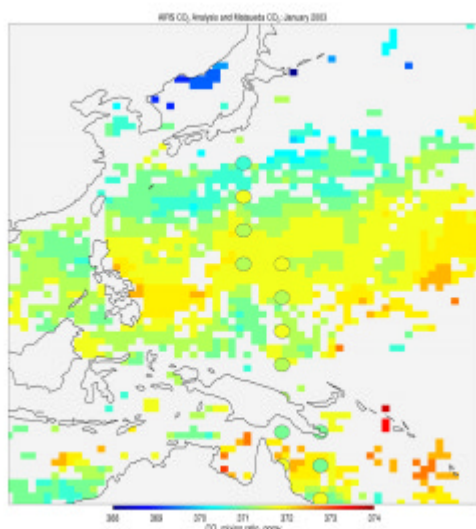 AIRS CO₂ Analysis and Matsueda CO₂: January 2003
368 369 370 371 372 373 374
CO₂ mixing ratio, ppmv